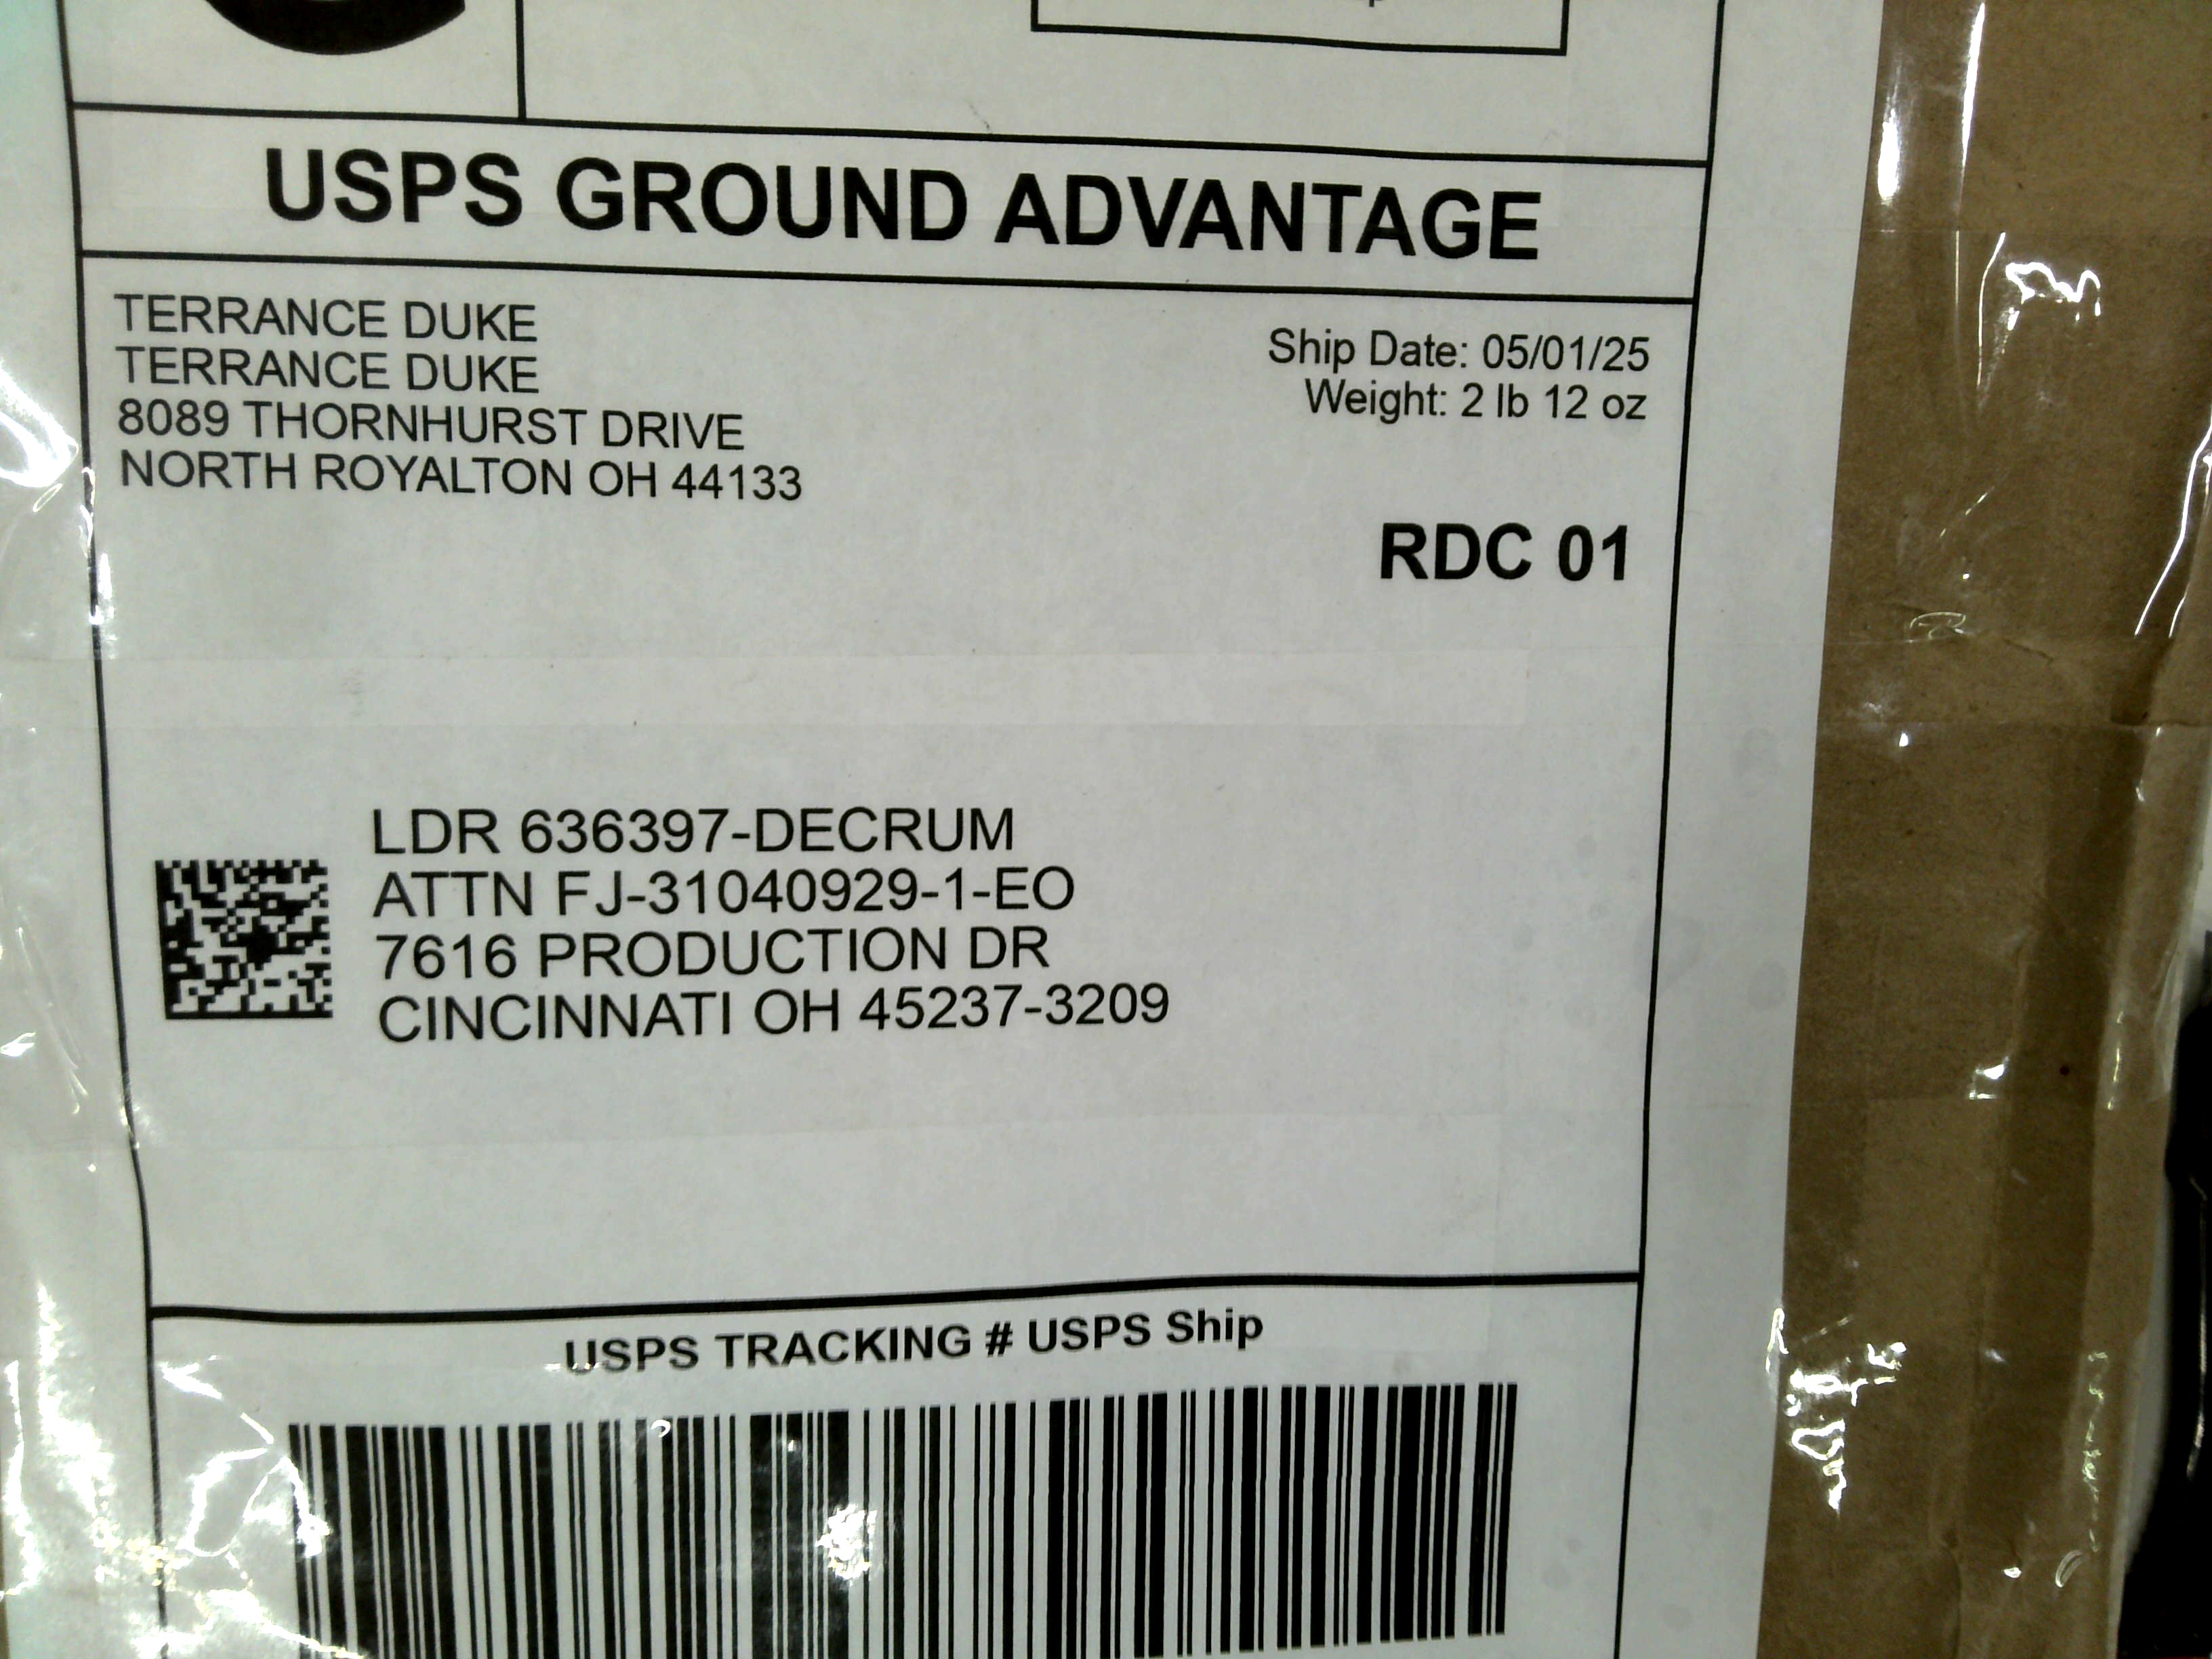 USPS GROUND ADVANTAGE
TERRANCE DUKE
TERRANCE DUKE
8089 THORNHURST DRIVE
NORTH ROYALTON OH 44133
Ship Date: 05/01/25
Weight: 2 lb 12 oz
RDC 01
LDR 636397-DECRUM
ATTN FJ-31040929-1-EO
7616 PRODUCTION DR
CINCINNATI OH 45237-3209
USPS TRACKING # USPS Ship